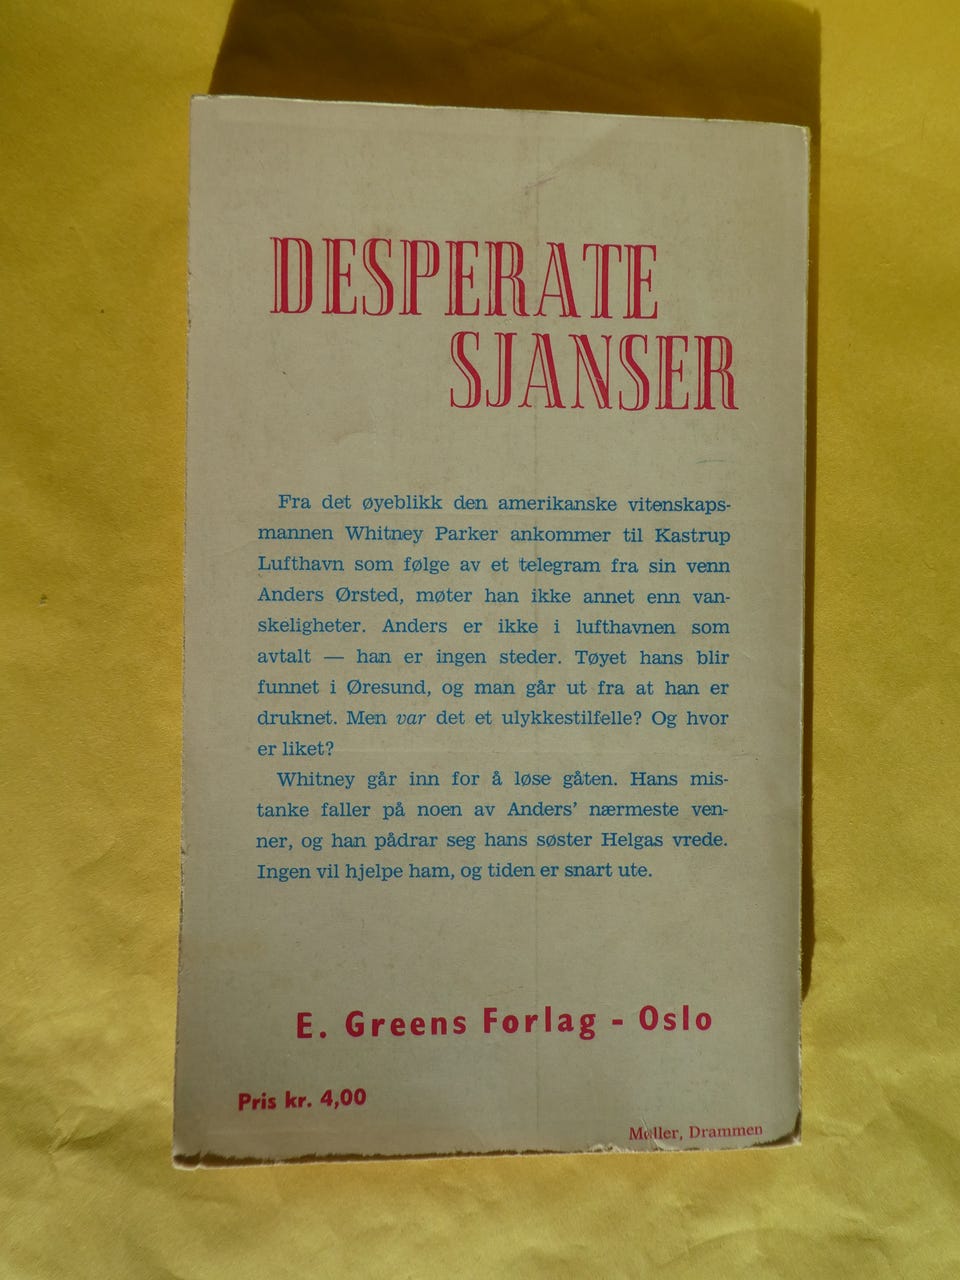 DESPERATE
SJANSER
Fra det øyeblikk den amerikanske vitenskaps-
mannen Whitney Parker ankommer til Kastrup
Lufthavn som følge av et telegram fra sin venn
Anders Ørsted, møter han ikke annet enn van-
skeligheter. Anders er ikke i lufthavnen som
avtalt — han er ingen steder. Tøyet hans blir
funnet i Øresund, og man går ut fra at han er
druknet. Men var det et ulykkestilfelle? Og hvor
er liket?
Whitney går inn for å løse gåten. Hans mis-
tanke faller på noen av Anders’ nærmeste ven-
ner, og han pådrar seg hans søster Helgas vrede.
Ingen vil hjelpe ham, og tiden er snart ute.
E. Greens Forlag - Oslo
Pris kr. 4,00
Møller, Drammen